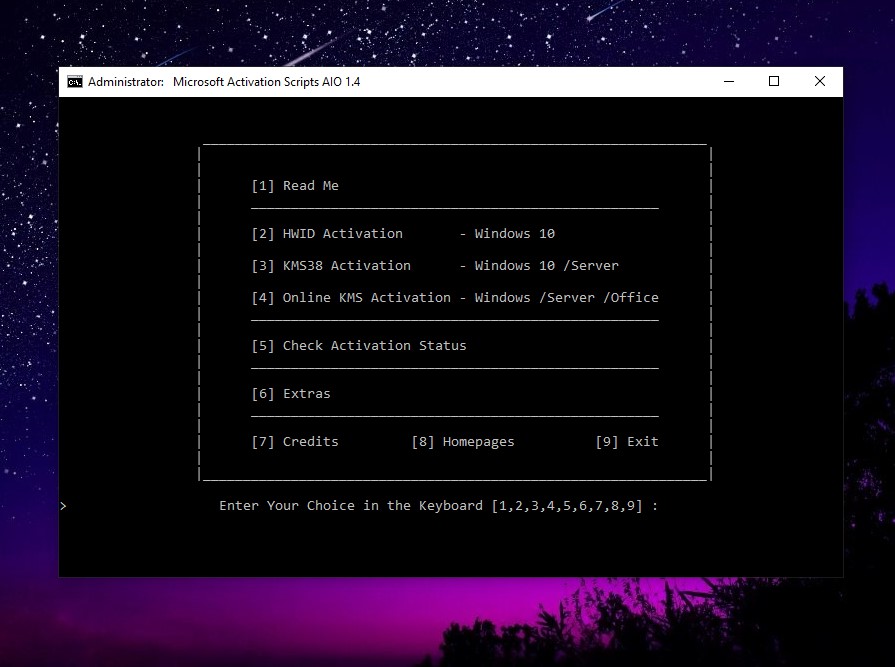 Administrator:  Microsoft Activation Scripts AIO 1.4
[1] Read Me
[2] HWID Activation       - Windows 10
[3] KMS38 Activation      - Windows 10 /Server
[4] Online KMS Activation - Windows /Server /Office
[5] Check Activation Status
[6] Extras
[7] Credits         [8] Homepages          [9] Exit
>                   Enter Your Choice in the Keyboard [1,2,3,4,5,6,7,8,9] :